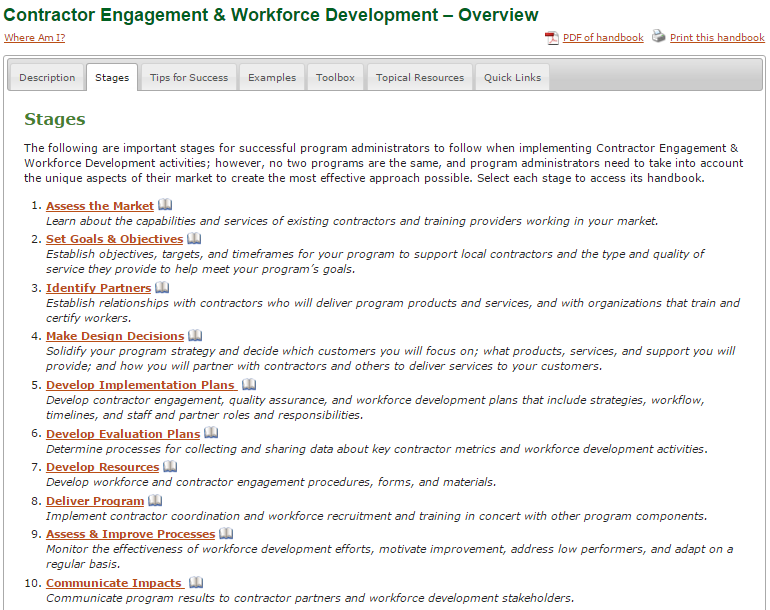 Contractor Engagement & Workforce Development – Overview
Where Am I?
PDF of handbook
Print this handbook
Description
Stages
Tips for Success
Examples
Toolbox
Topical Resources
Quick Links
Stages
The following are important stages for successful program administrators to follow when implementing Contractor Engagement &
Workforce Development activities; however, no two programs are the same, and program administrators need to take into account
the unique aspects of their market to create the most effective approach possible. Select each stage to access its handbook.
1. Assess the Market
Learn about the capabilities and services of existing contractors and training providers working in your market.
2. Set Goals & Objectives
Establish objectives, targets, and timeframes for your program to support local contractors and the type and quality of
service they provide to help meet your program's goals.
3. Identify Partners
Establish relationships with contractors who will deliver program products and services, and with organizations that train and
certify workers.
4. Make Design Decisions
Solidify your program strategy and decide which customers you will focus on; what products, services, and support you will
provide; and how you will partner with contractors and others to deliver services to your customers.
5. Develop Implementation Plans
Develop contractor engagement, quality assurance, and workforce development plans that include strategies, workflow,
timelines, and staff and partner roles and responsibilities.
6. Develop Evaluation Plans
Determine processes for collecting and sharing data about key contractor metrics and workforce development activities.
7. Develop Resources
Develop workforce and contractor engagement procedures, forms, and materials.
8. Deliver Program
Implement contractor coordination and workforce recruitment and training in concert with other program components.
9. Assess & Improve Processes
Monitor the effectiveness of workforce development efforts, motivate improvement, address low performers, and adapt on a
regular basis.
10. Communicate Impacts
Communicate program results to contractor partners and workforce development stakeholders.